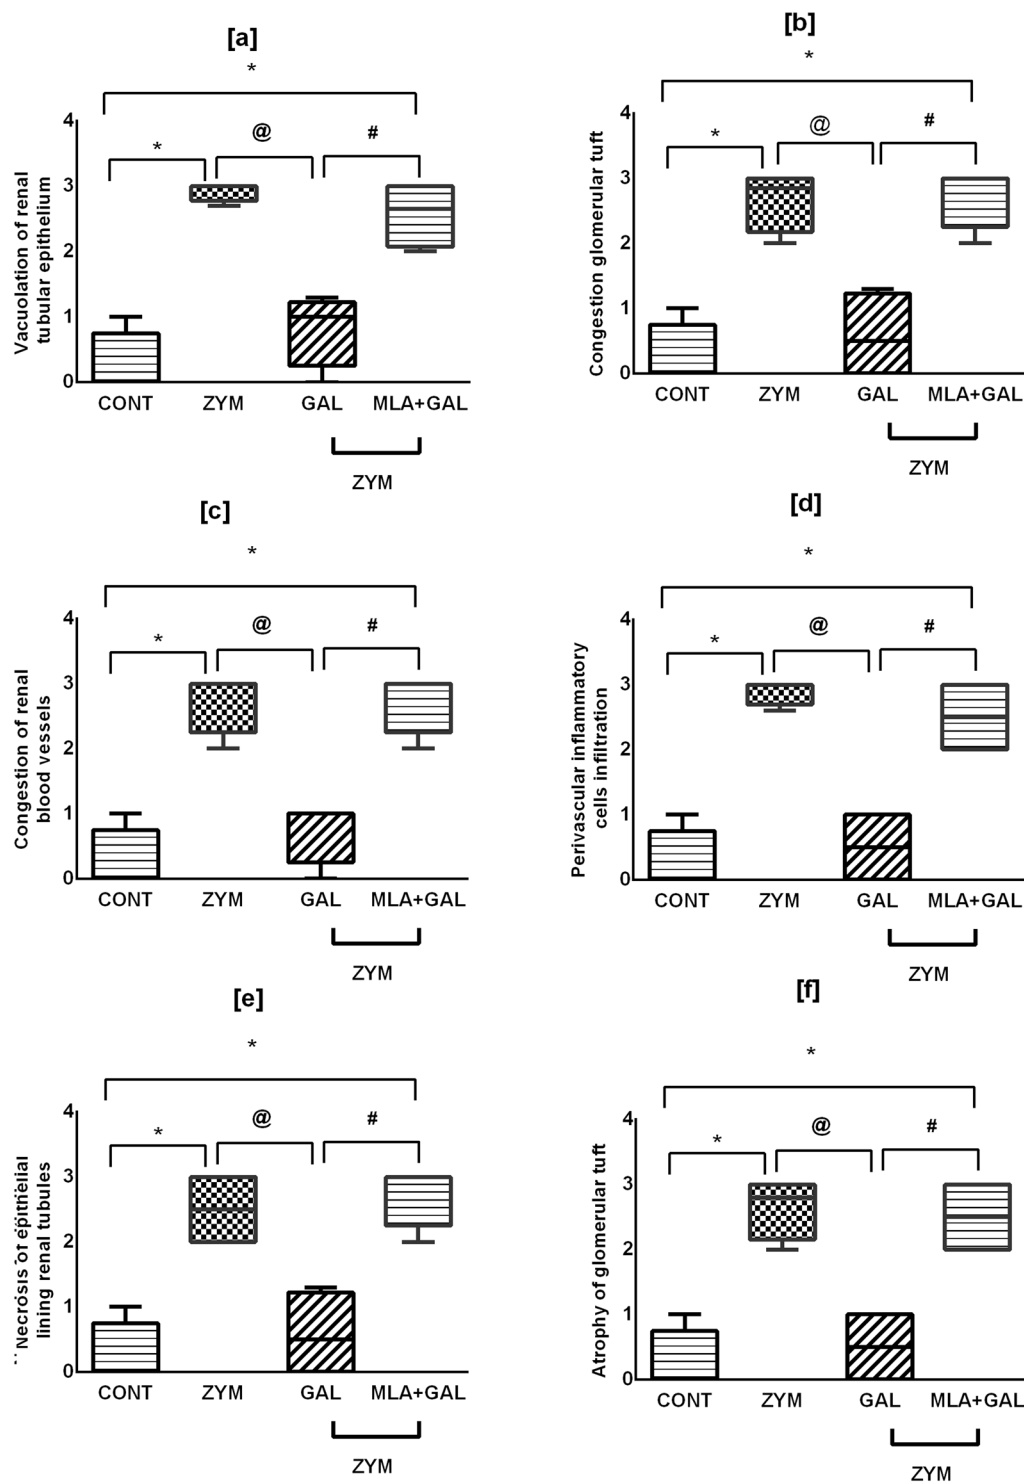 [a]
*
*
@
#
Vacuolation of renal
tubular epithelium
4
3
2
1
0
CONT ZYM GAL MLA+GAL
ZYM
[b]
*
*
@
#
Congestion glomerular tuft
4
3
2
1
0
CONT ZYM GAL MLA+GAL
ZYM
[c]
*
*
@
#
Congestion of renal
blood vessels
4
3
2
1
0
CONT ZYM GAL MLA+GAL
ZYM
[d]
*
*
@
#
Perivascular inflammatory
cells infiltration
4
3
2
1
0
CONT ZYM GAL MLA+GAL
ZYM
[e]
*
*
@
#
Necrosis of epithelial
lining renal tubules
4
3
2
1
0
CONT ZYM GAL MLA+GAL
ZYM
[f]
*
*
@
#
Atrophy of glomerular tuft
4
3
2
1
0
CONT ZYM GAL MLA+GAL
ZYM